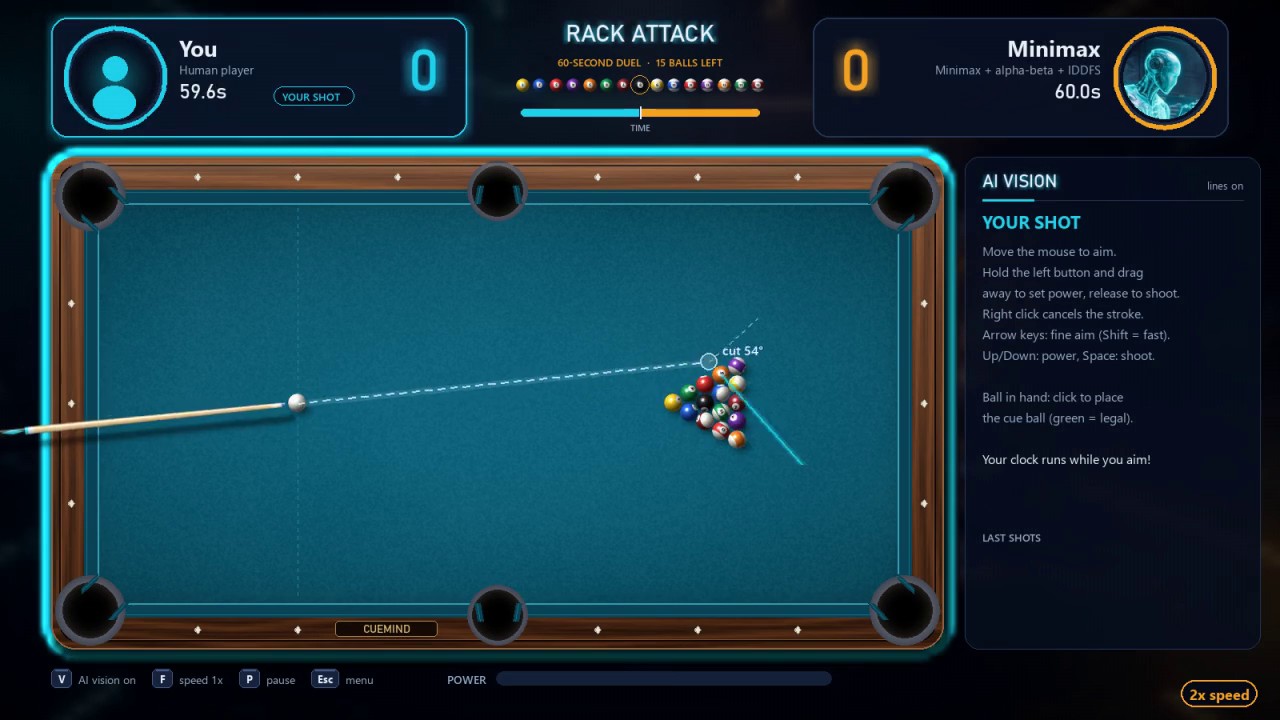 You
Human player
59.6s
YOUR SHOT
0
RACK ATTACK
60-SECOND DUEL · 15 BALLS LEFT
TIME
0
Minimax
Minimax + alpha-beta + IDDFS
60.0s
cut 54°
CUEMIND
AI VISION
lines on
YOUR SHOT
Move the mouse to aim.
Hold the left button and drag
away to set power, release to shoot.
Right click cancels the stroke.
Arrow keys: fine aim (Shift = fast).
Up/Down: power, Space: shoot.
Ball in hand: click to place
the cue ball (green = legal).
Your clock runs while you aim!
LAST SHOTS
V AI vision on F speed 1x P pause Esc menu
POWER
2x speed